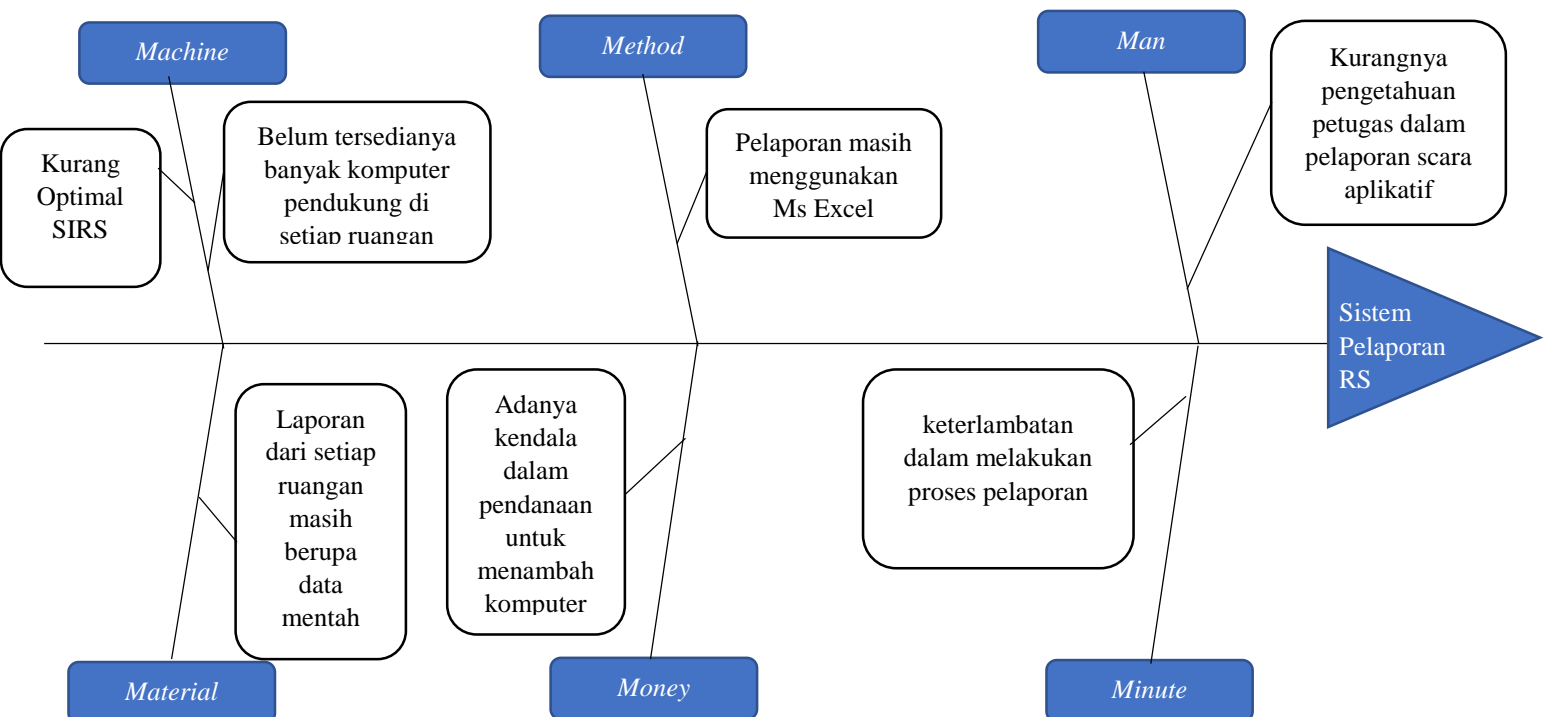 Machine
Method
Man
Kurang
Optimal
SIRS
Belum tersedianya
banyak komputer
pendukung di
setiap ruangan
Pelaporan masih
menggunakan
Ms Excel
Kurangnya
pengetahuan
petugas dalam
pelaporan scara
aplikatif
Sistem
Pelaporan
RS
Laporan
dari setiap
ruangan
masih
berupa
data
mentah
Adanya
kendala
dalam
pendanaan
untuk
menambah
komputer
keterlambatan
dalam melakukan
proses pelaporan
Material
Money
Minute